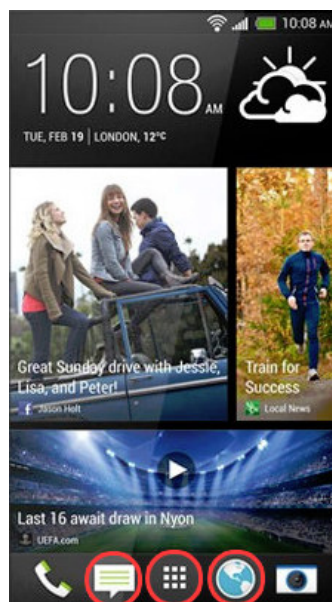 10:08 AM
10:08 AM
TUE, FEB 19 | LONDON, 12°C
Great Sunday drive with Jessie,
Lisa, and Peter!
f Jason Holt
Train for
Success
Local News
Last 16 await draw in Nyon
UEFA.com